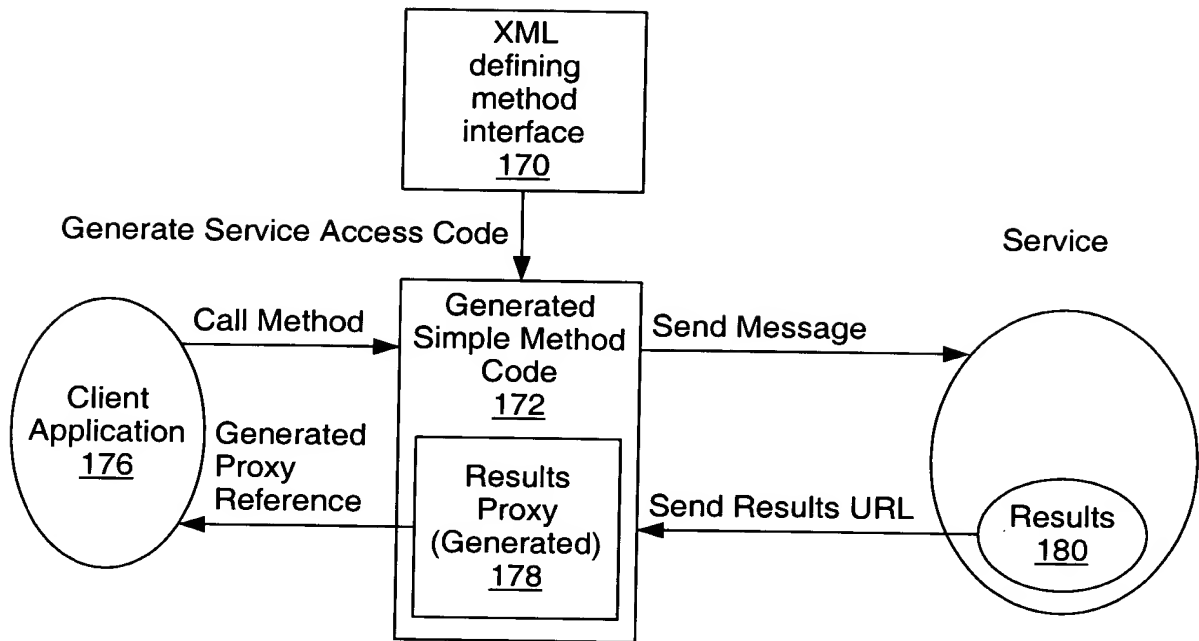 XML
defining
method
interface
170
Generate Service Access Code
Service
Generated
Simple Method
Code
172
Call Method
Send Message
Client
Application
176
Generated
Proxy
Reference
Results
Proxy
(Generated)
178
Send Results URL
Results
180